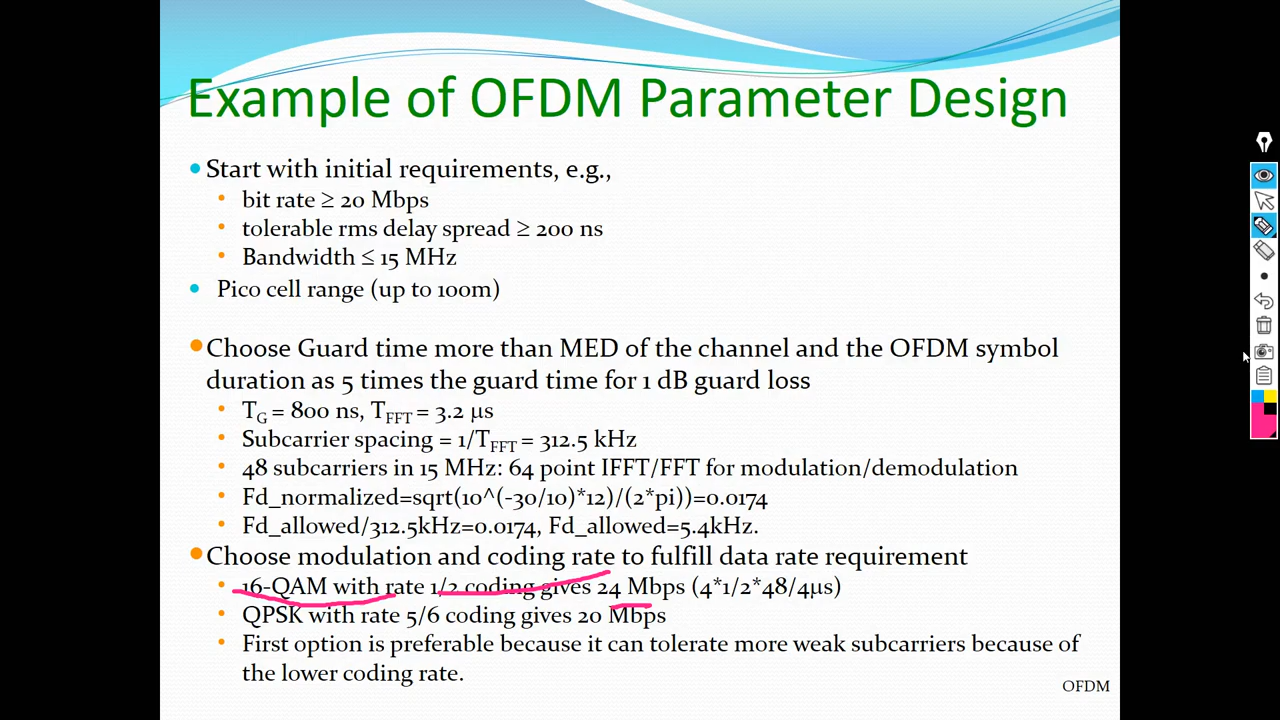 Example of OFDM Parameter Design
Start with initial requirements, e.g.,
bit rate ≥ 20 Mbps
tolerable rms delay spread ≥ 200 ns
Bandwidth ≤ 15 MHz
Pico cell range (up to 100m)
Choose Guard time more than MED of the channel and the OFDM symbol
duration as 5 times the guard time for 1 dB guard loss
T_G = 800 ns, T_FFT = 3.2 μs
Subcarrier spacing = 1/T_FFT = 312.5 kHz
48 subcarriers in 15 MHz: 64 point IFFT/FFT for modulation/demodulation
Fd_normalized=sqrt(10^(-30/10)*12)/(2*pi))=0.0174
Fd_allowed/312.5kHz=0.0174, Fd_allowed=5.4kHz.
Choose modulation and coding rate to fulfill data rate requirement
16-QAM with rate 1/2 coding gives 24 Mbps (4*1/2*48/4μs)
QPSK with rate 5/6 coding gives 20 Mbps
First option is preferable because it can tolerate more weak subcarriers because of
the lower coding rate.
OFDM